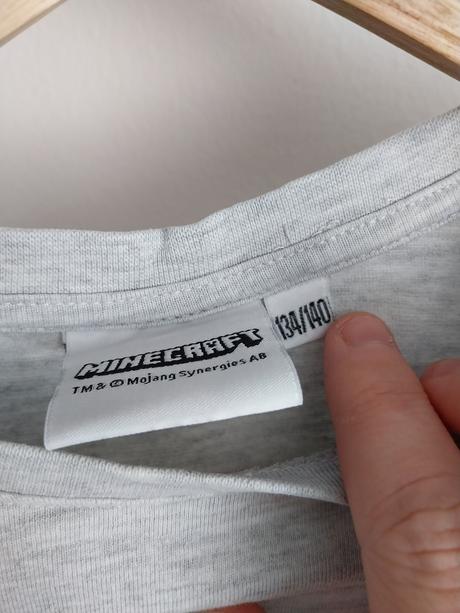 MINECRAFT
TM & © Mojang Synergies AB
134/140